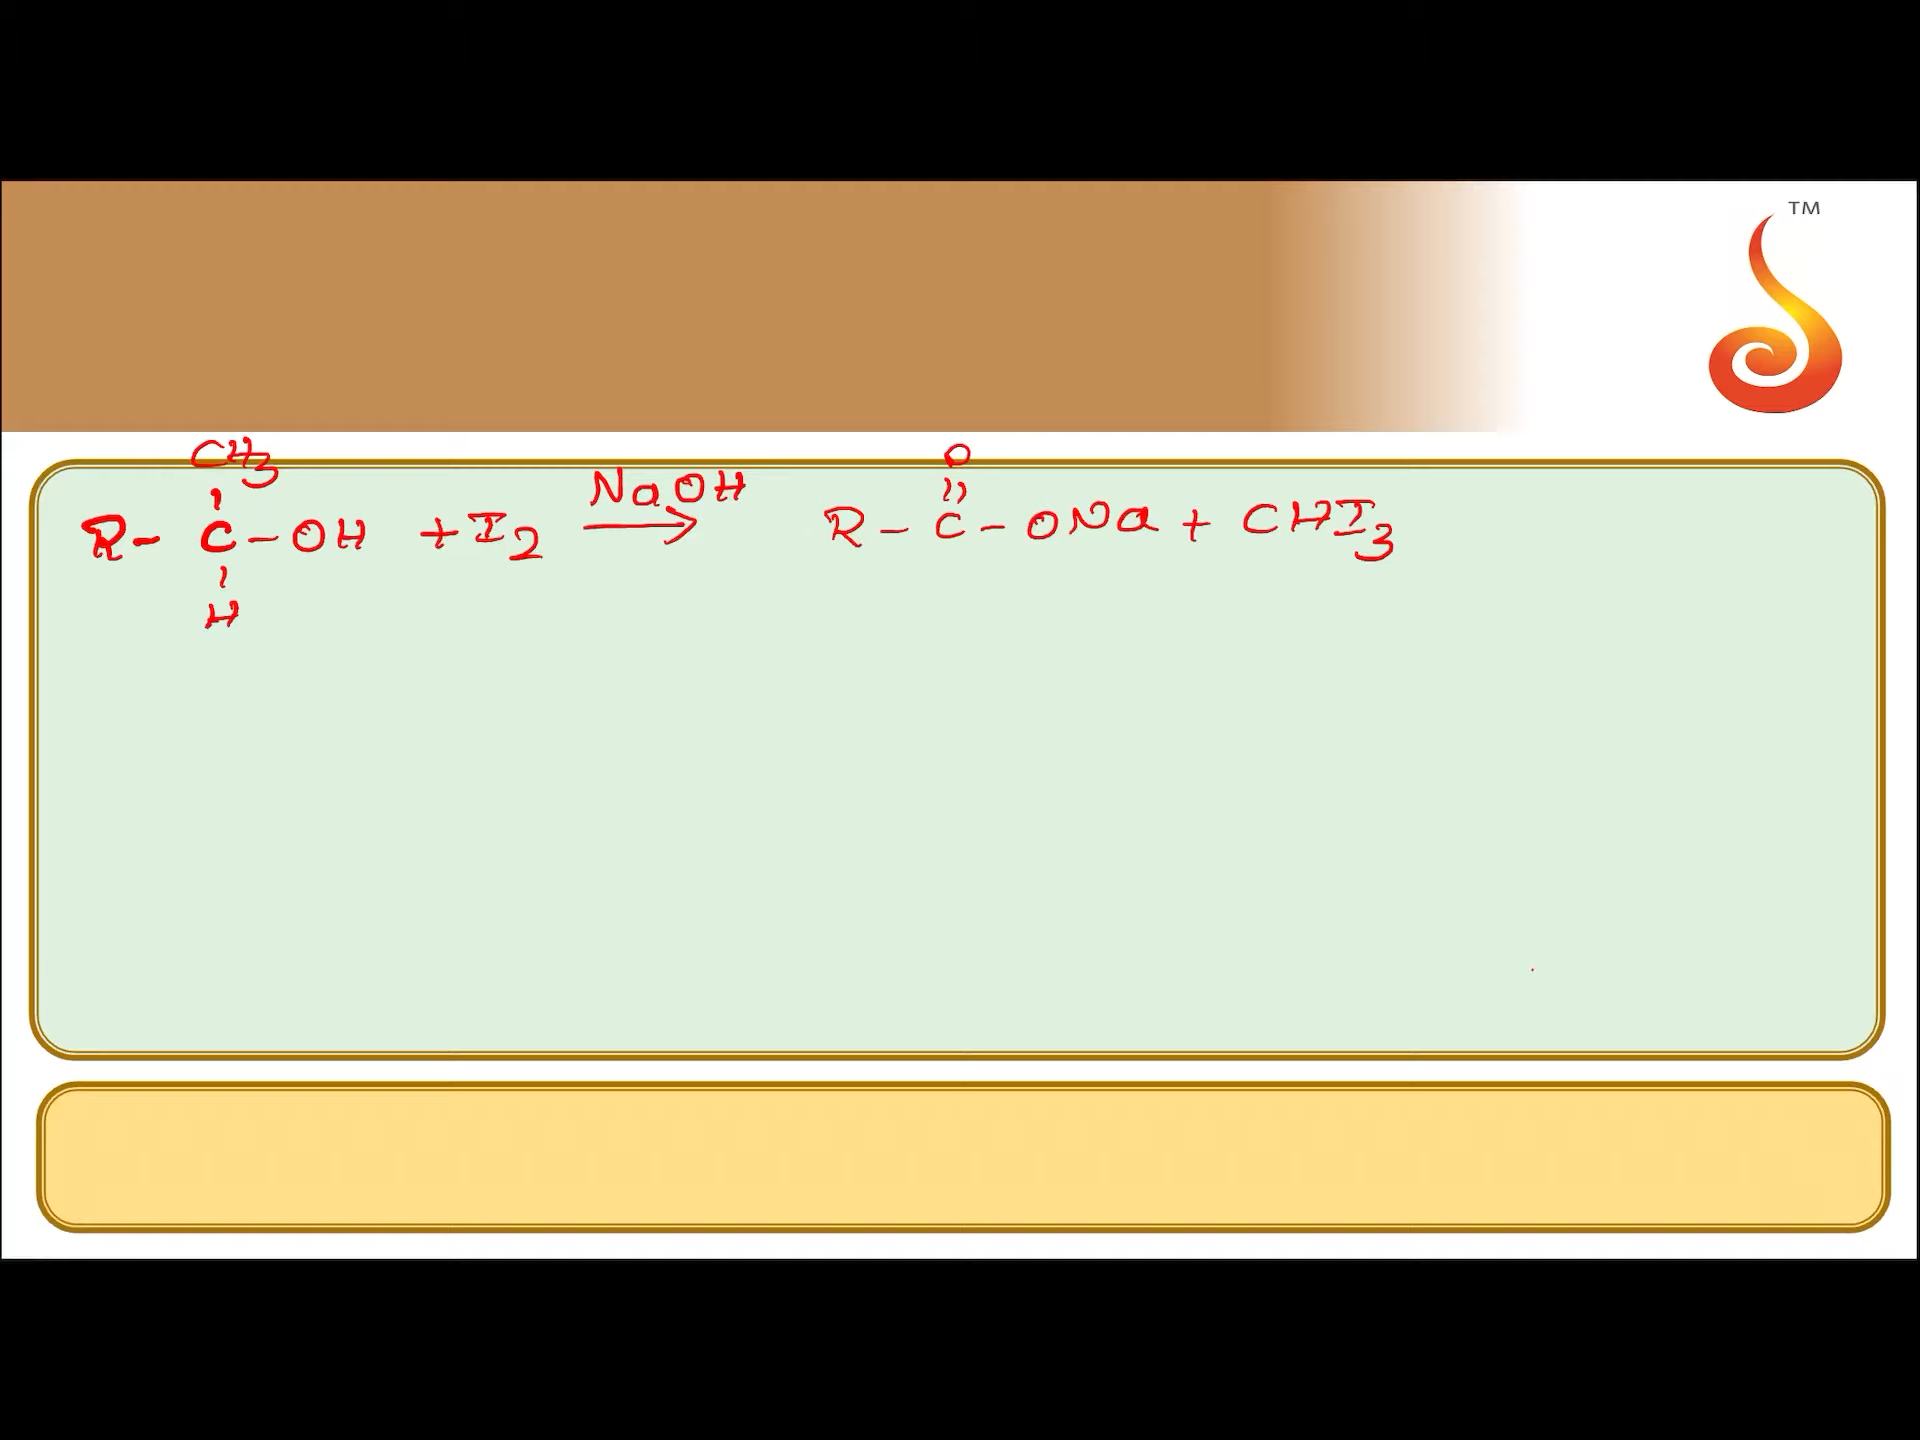 TM
CH3
O
NaOH
R - C - OH + I2 → R - C - ONa + CHI3
H